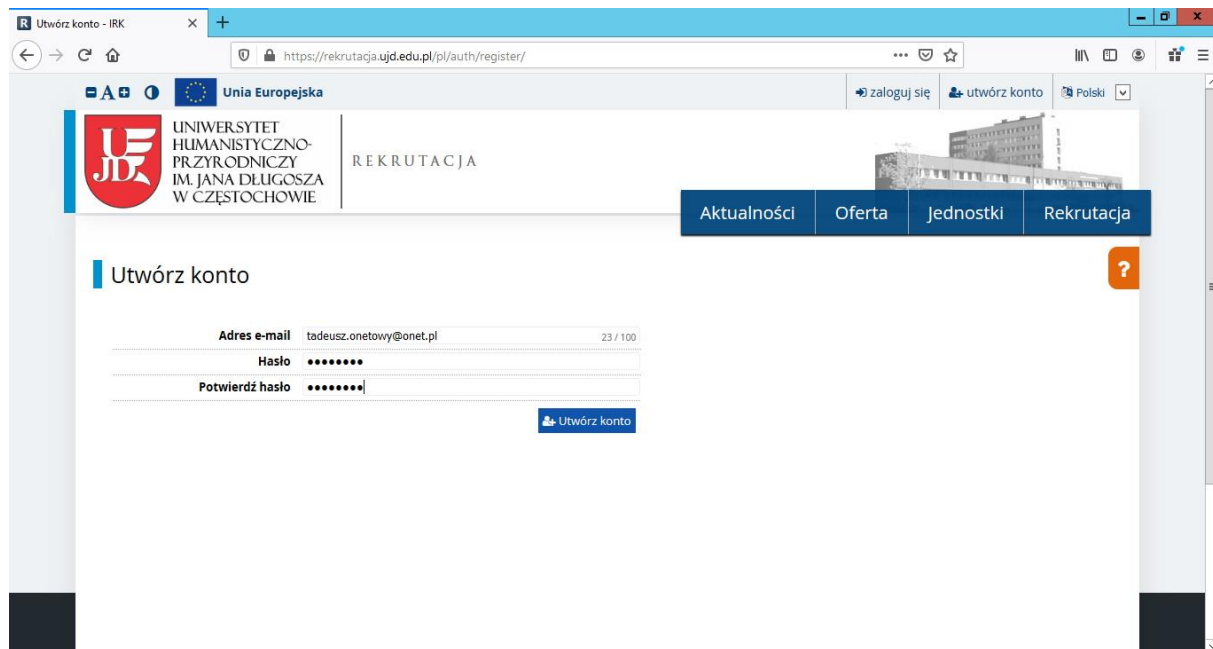 Utwórz konto - IRK
https://rekrutacja.ujd.edu.pl/pl/auth/register/
A
Unia Europejska
zaloguj się
utwórz konto
Polski
UJD
UNIWERSYTET
HUMANISTYCZNO-
PRZYRODNICZY
IM. JANA DŁUGOSZA
W CZĘSTOCHOWIE
REKRUTACJA
Aktualności
Oferta
Jednostki
Rekrutacja
Utwórz konto
?
Adres e-mail tadeusz.onetowy@onet.pl 23 / 100
Hasło ••••••••
Potwierdź hasło ••••••••
Utwórz konto